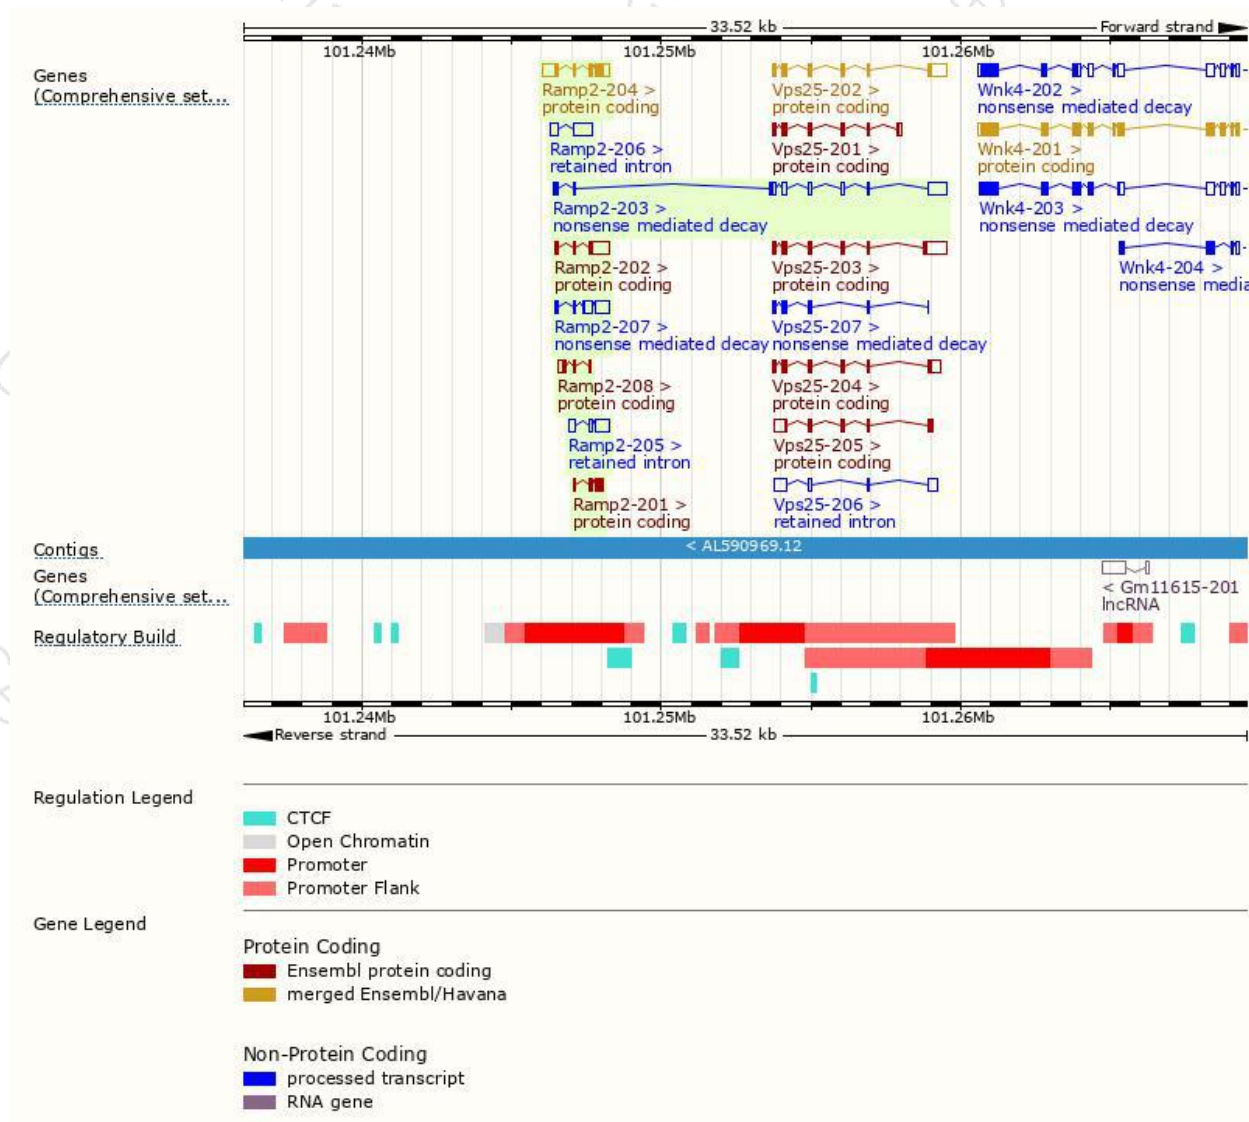 33.52 kb Forward strand
101.24Mb 101.25Mb 101.26Mb
Genes
(Comprehensive set...
Ramp2-204 > Vps25-202 > Wnk4-202 >
protein coding protein coding nonsense mediated decay
Ramp2-206 > Vps25-201 > Wnk4-201 >
retained intron protein coding protein coding
Ramp2-203 > Wnk4-203 >
nonsense mediated decay nonsense mediated decay
Ramp2-202 > Vps25-203 > Wnk4-204 >
protein coding protein coding nonsense media
Ramp2-207 > Vps25-207 >
nonsense mediated decay nonsense mediated decay
Ramp2-208 > Vps25-204 >
protein coding protein coding
Ramp2-205 > Vps25-205 >
retained intron protein coding
Ramp2-201 > Vps25-206 >
protein coding retained intron
Contigs < AL590969.12
Genes
(Comprehensive set...
< Gm11615-201
lncRNA
Regulatory Build
101.24Mb 101.25Mb 101.26Mb
Reverse strand 33.52 kb
Regulation Legend
CTCF
Open Chromatin
Promoter
Promoter Flank
Gene Legend
Protein Coding
Ensembl protein coding
merged Ensembl/Havana
Non-Protein Coding
processed transcript
RNA gene